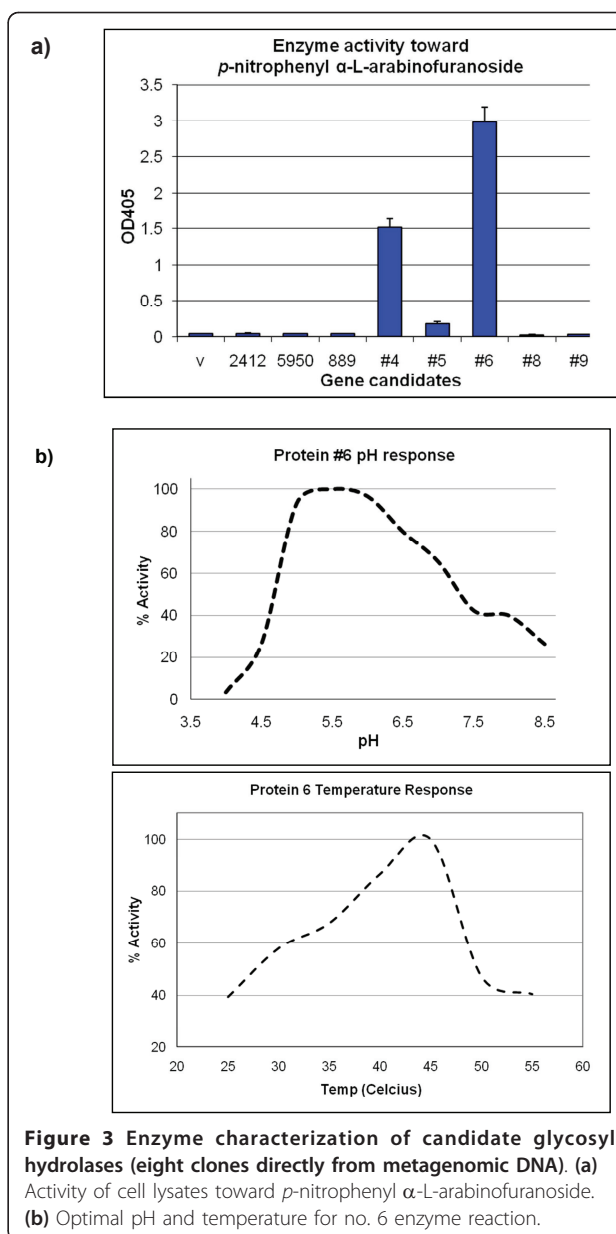 a)
Enzyme activity toward
p-nitrophenyl α-L-arabinofuranoside
3.5
3
2.5
2
1.5
1
0.5
0
OD405
v 2412 5950 889 #4 #5 #6 #8 #9
Gene candidates
b)
Protein #6 pH response
100
80
60
40
20
0
% Activity
3.5 4.5 5.5 6.5 7.5 8.5
pH
Protein 6 Temperature Response
100
80
60
40
20
% Activity
20 25 30 35 40 45 50 55 60
Temp (Celcius)
Figure 3 Enzyme characterization of candidate glycosyl
hydrolases (eight clones directly from metagenomic DNA). (a)
Activity of cell lysates toward p-nitrophenyl α-L-arabinofuranoside.
(b) Optimal pH and temperature for no. 6 enzyme reaction.